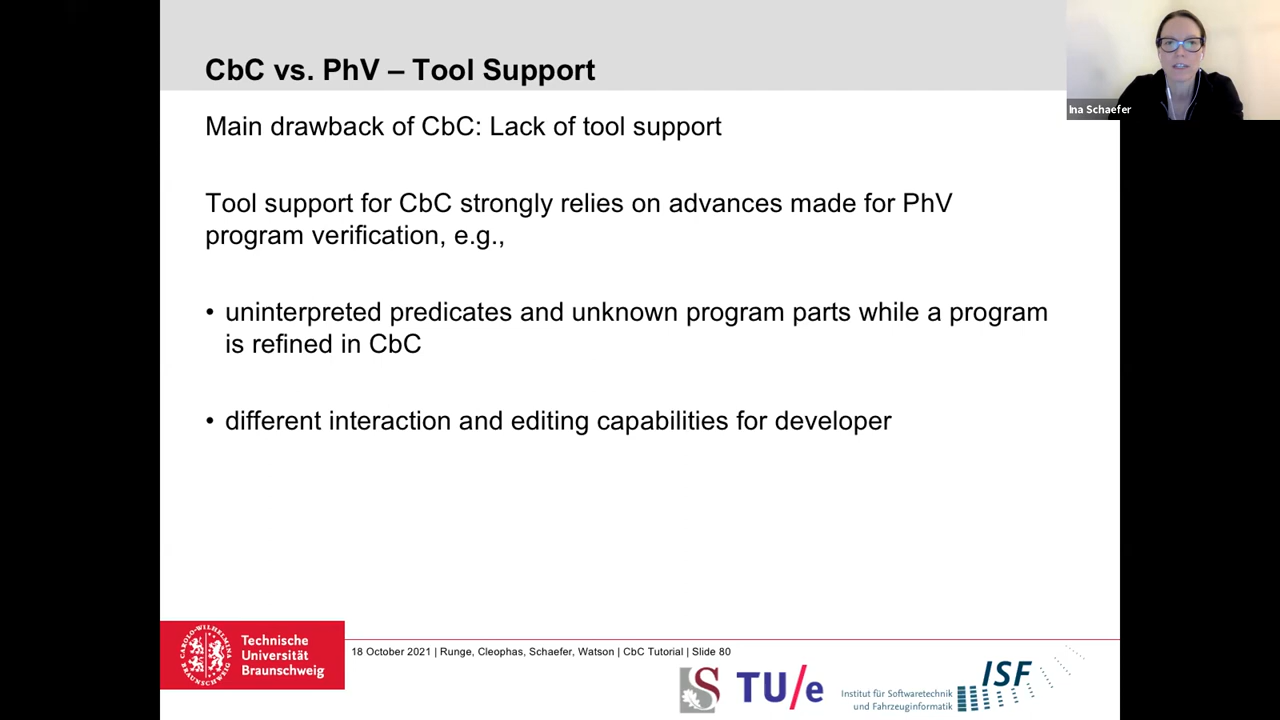 CbC vs. PhV – Tool Support
Ina Schaefer
Main drawback of CbC: Lack of tool support
Tool support for CbC strongly relies on advances made for PhV
program verification, e.g.,
• uninterpreted predicates and unknown program parts while a program
is refined in CbC
• different interaction and editing capabilities for developer
CAROLO-WILHELMINA
BRAUNSCHWEIG
Technische
Universität
Braunschweig
18 October 2021 | Runge, Cleophas, Schaefer, Watson | CbC Tutorial | Slide 80
S
TU/e
Institut für Softwaretechnik
und Fahrzeuginformatik
ISF